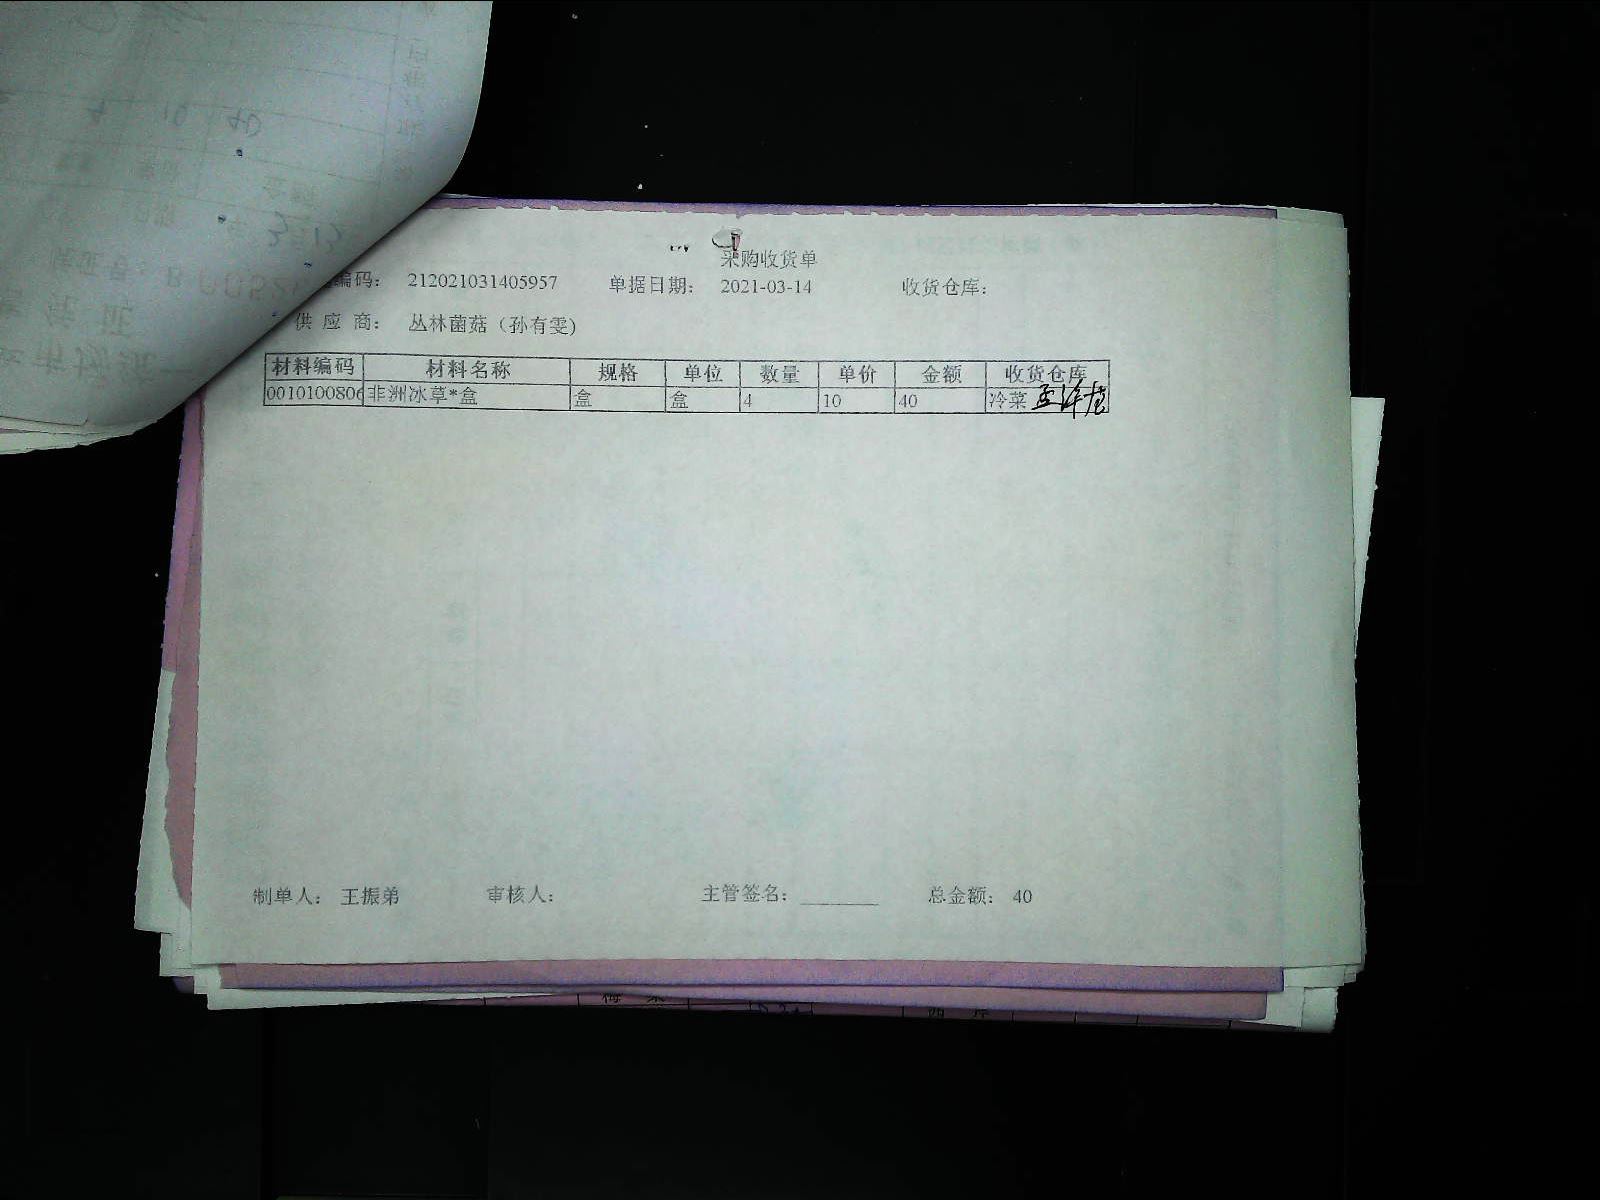 采购收货单
编码： 212021031405957 单据日期： 2021-03-14 收货仓库：
供应商： 丛林菌菇（孙有雯）
材料编码 材料名称 规格 单位 数量 单价 金额 收货仓库
0010100806 非洲冰草*盒 盒 盒 4 10 40 冷菜
制单人： 王振弟 审核人： 主管签名： 总金额： 40